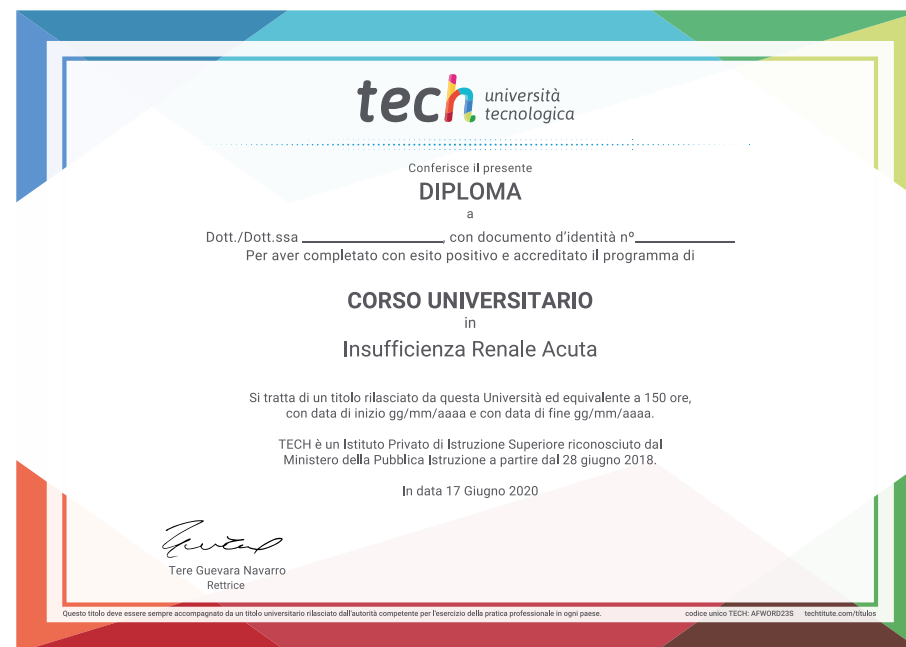 tech università
tecnologica
Conferisce il presente
DIPLOMA
a
Dott./Dott.ssa ____________________, con documento d'identità nº______________
Per aver completato con esito positivo e accreditato il programma di
CORSO UNIVERSITARIO
in
Insufficienza Renale Acuta
Si tratta di un titolo rilasciato da questa Università ed equivalente a 150 ore,
con data di inizio gg/mm/aaaa e con data di fine gg/mm/aaaa.
TECH è un Istituto Privato di Istruzione Superiore riconosciuto dal
Ministero della Pubblica Istruzione a partire dal 28 giugno 2018.
In data 17 Giugno 2020
Tere Guevara Navarro
Rettrice
Questo titolo deve essere sempre accompagnato da un titolo universitario rilasciato dall'autorità competente per l'esercizio della pratica professionale in ogni paese. codice unico TECH: AFWORD23S techtitute.com/titulos